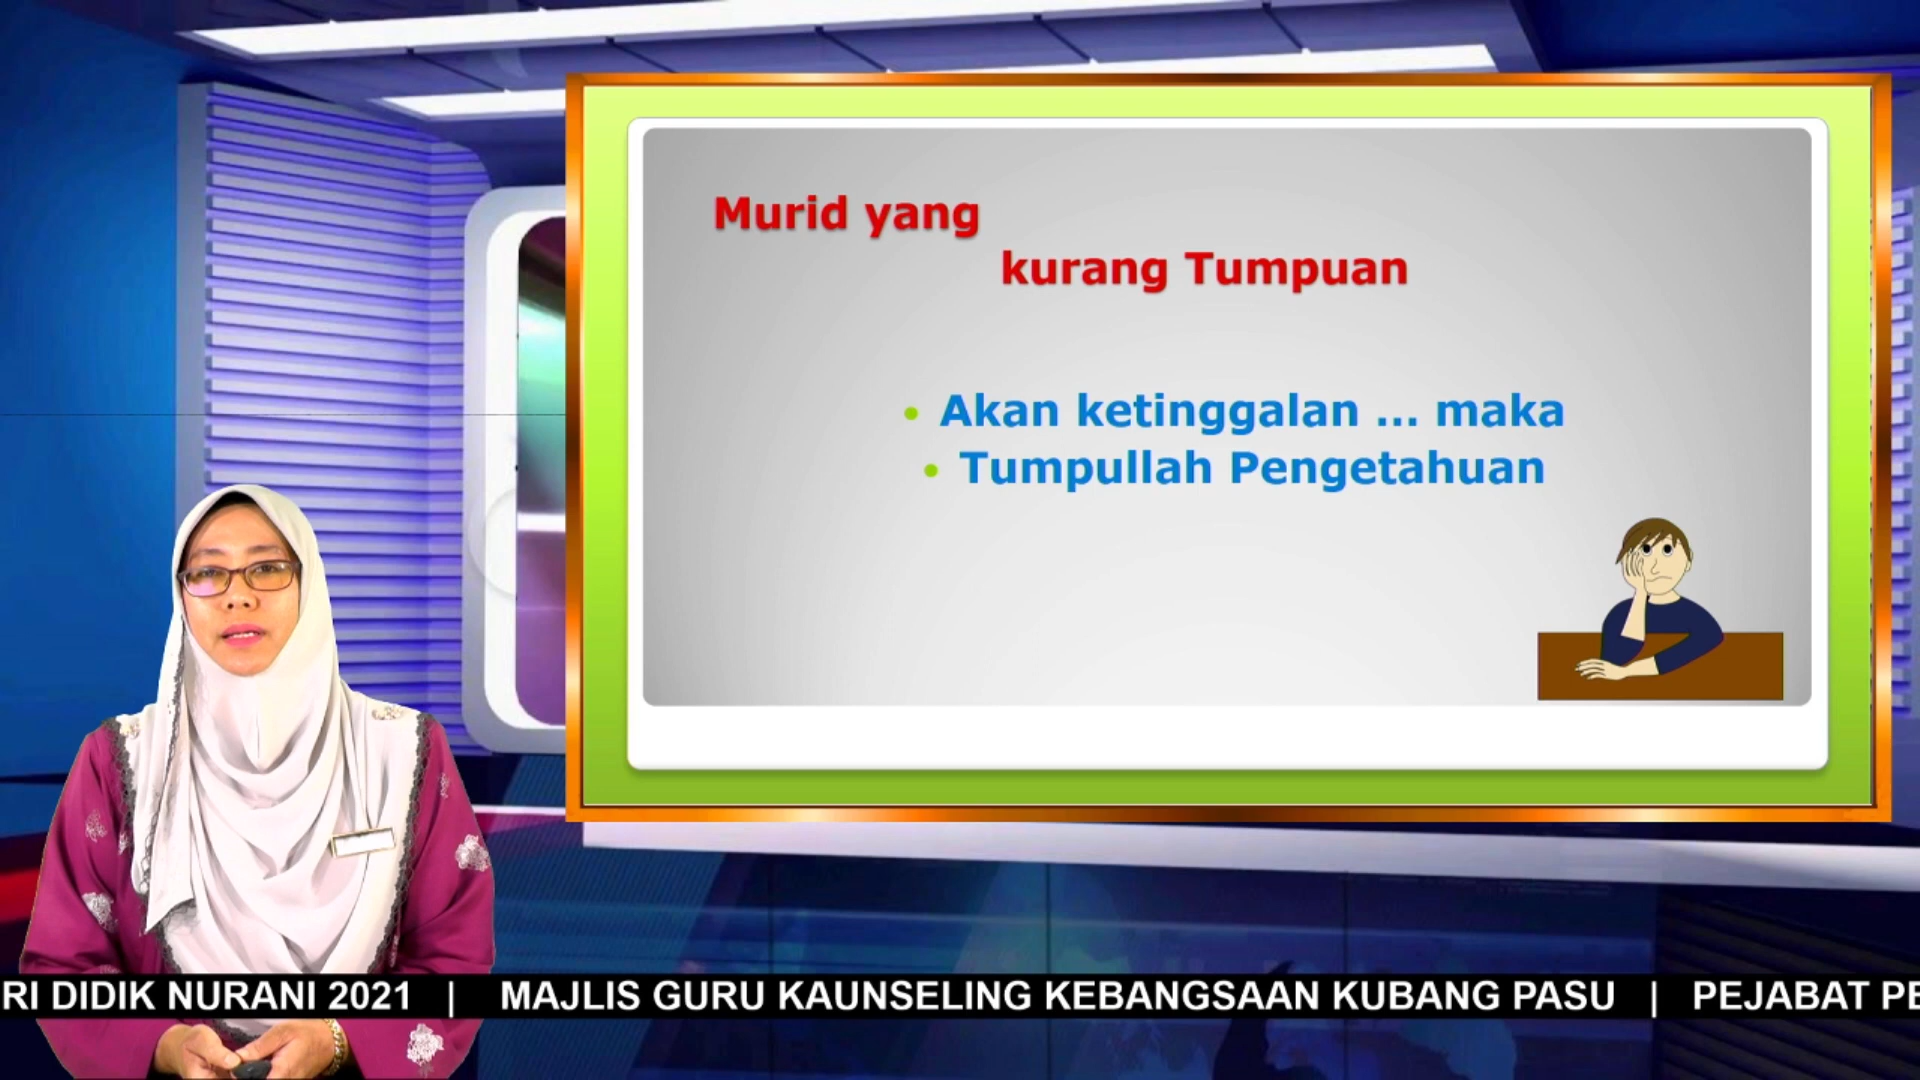 Murid yang
kurang Tumpuan
• Akan ketinggalan ... maka
• Tumpullah Pengetahuan
RI DIDIK NURANI 2021 | MAJLIS GURU KAUNSELING KEBANGSAAN KUBANG PASU | PEJABAT PE